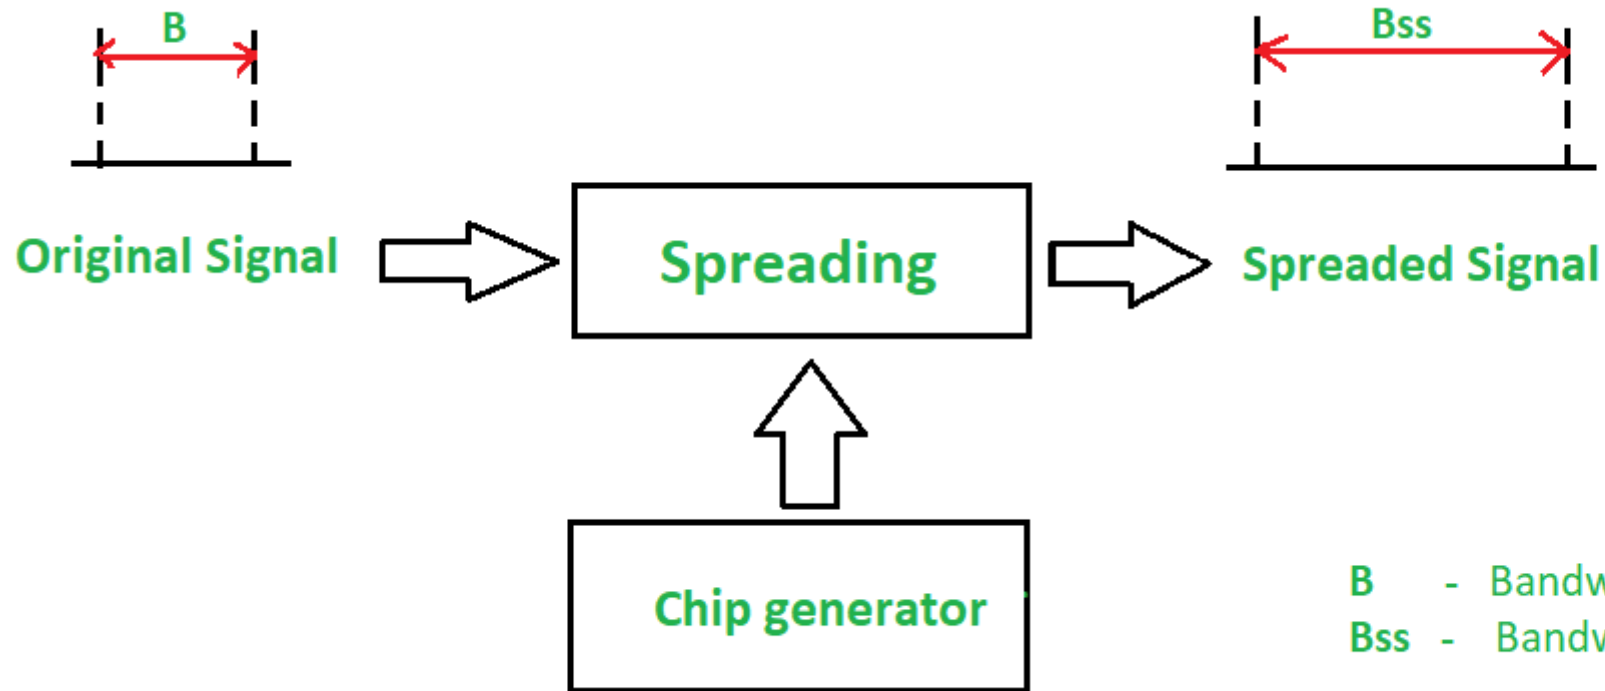 B
Bss
Original Signal
Spreading
Spreaded Signal
Chip generator
B - 
Bss -